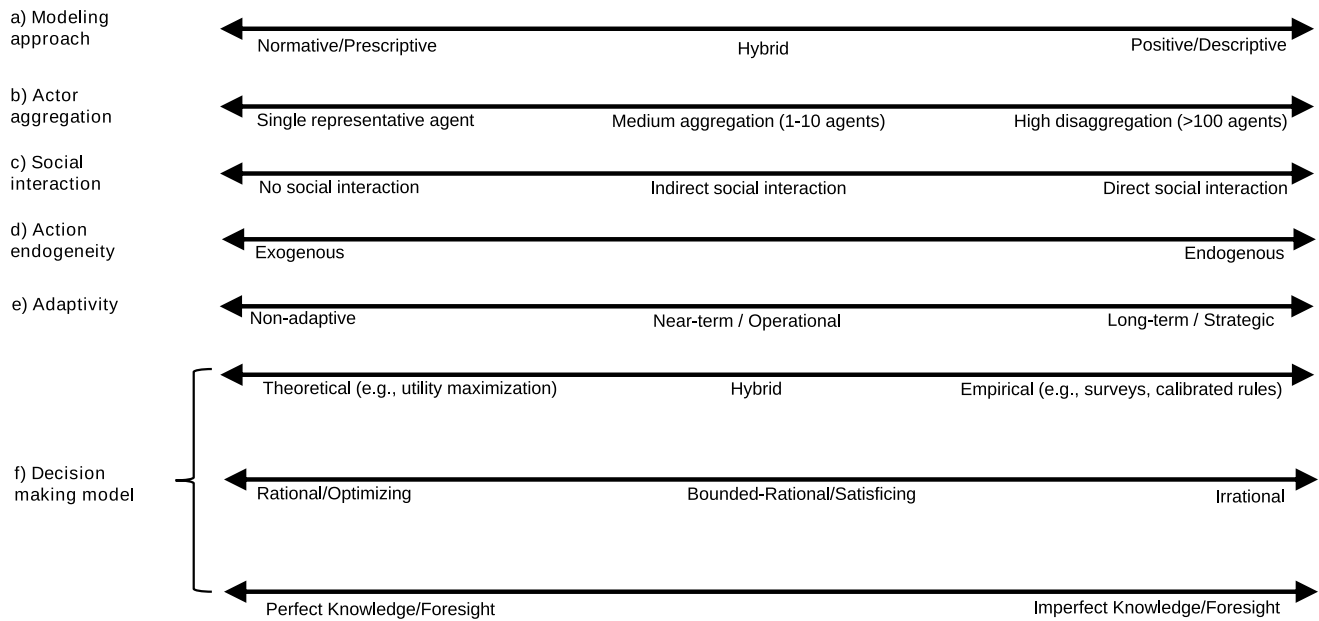 a) Modeling
approach
Normative/Prescriptive
Hybrid
Positive/Descriptive
b) Actor
aggregation
Single representative agent
Medium aggregation (1-10 agents)
High disaggregation (>100 agents)
c) Social
interaction
No social interaction
Indirect social interaction
Direct social interaction
d) Action
endogeneity
Exogenous
Endogenous
e) Adaptivity
Non-adaptive
Near-term / Operational
Long-term / Strategic
f) Decision
making model
Theoretical (e.g., utility maximization)
Hybrid
Empirical (e.g., surveys, calibrated rules)
Rational/Optimizing
Bounded-Rational/Satisficing
Irrational
Perfect Knowledge/Foresight
Imperfect Knowledge/Foresight